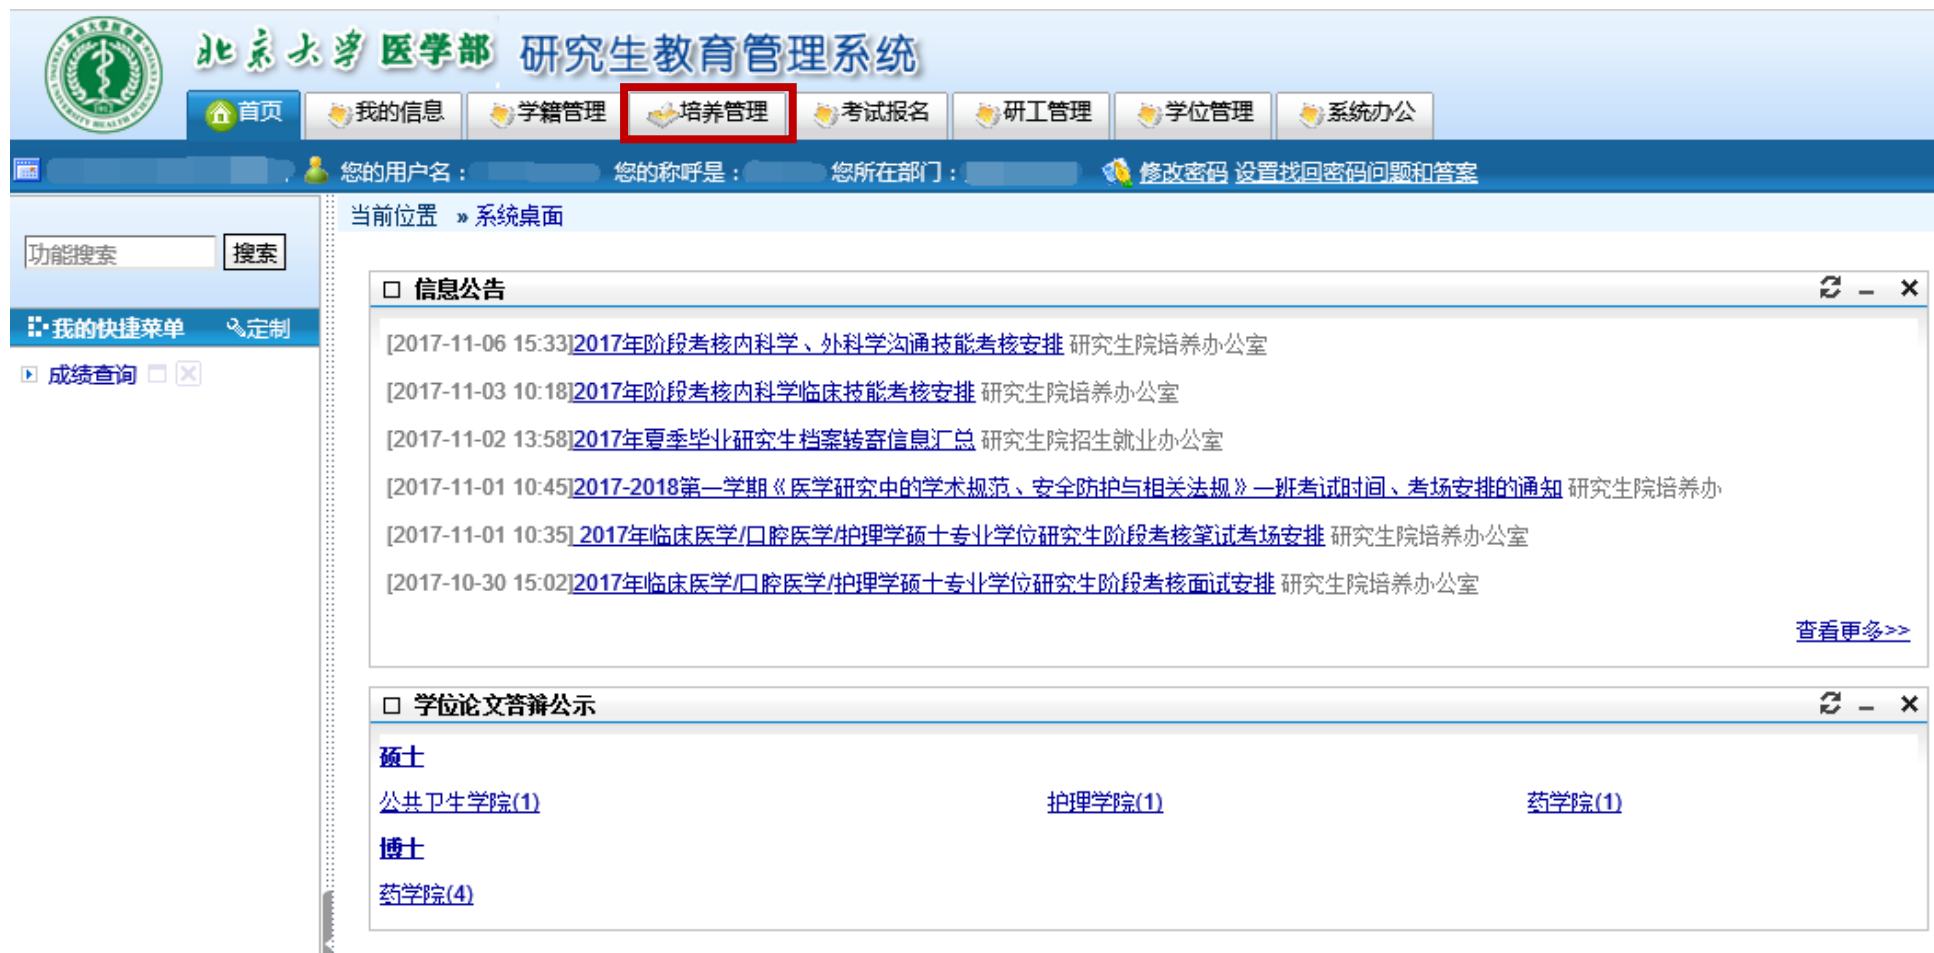 北京大学 医学部 研究生教育管理系统
首页 我的信息 学籍管理 培养管理 考试报名 研工管理 学位管理 系统办公
您的用户名： 您的称呼是： 您所在部门： 修改密码 设置找回密码问题和答案
当前位置 » 系统桌面
功能搜索 搜索
我的快捷菜单 定制
成绩查询
信息公告
[2017-11-06 15:33]2017年阶段考核内科学、外科学沟通技能考核安排 研究生院培养办公室
[2017-11-03 10:18]2017年阶段考核内科学临床技能考核安排 研究生院培养办公室
[2017-11-02 13:58]2017年夏季毕业研究生档案转寄信息汇总 研究生院招生就业办公室
[2017-11-01 10:45]2017-2018第一学期《医学研究中的学术规范、安全防护与相关法规》一班考试时间、考场安排的通知 研究生院培养办
[2017-11-01 10:35] 2017年临床医学/口腔医学/护理学硕士专业学位研究生阶段考核笔试考场安排 研究生院培养办公室
[2017-10-30 15:02]2017年临床医学/口腔医学/护理学硕士专业学位研究生阶段考核面试安排 研究生院培养办公室
查看更多>>
学位论文答辩公示
硕士
公共卫生学院(1) 护理学院(1) 药学院(1)
博士
药学院(4)